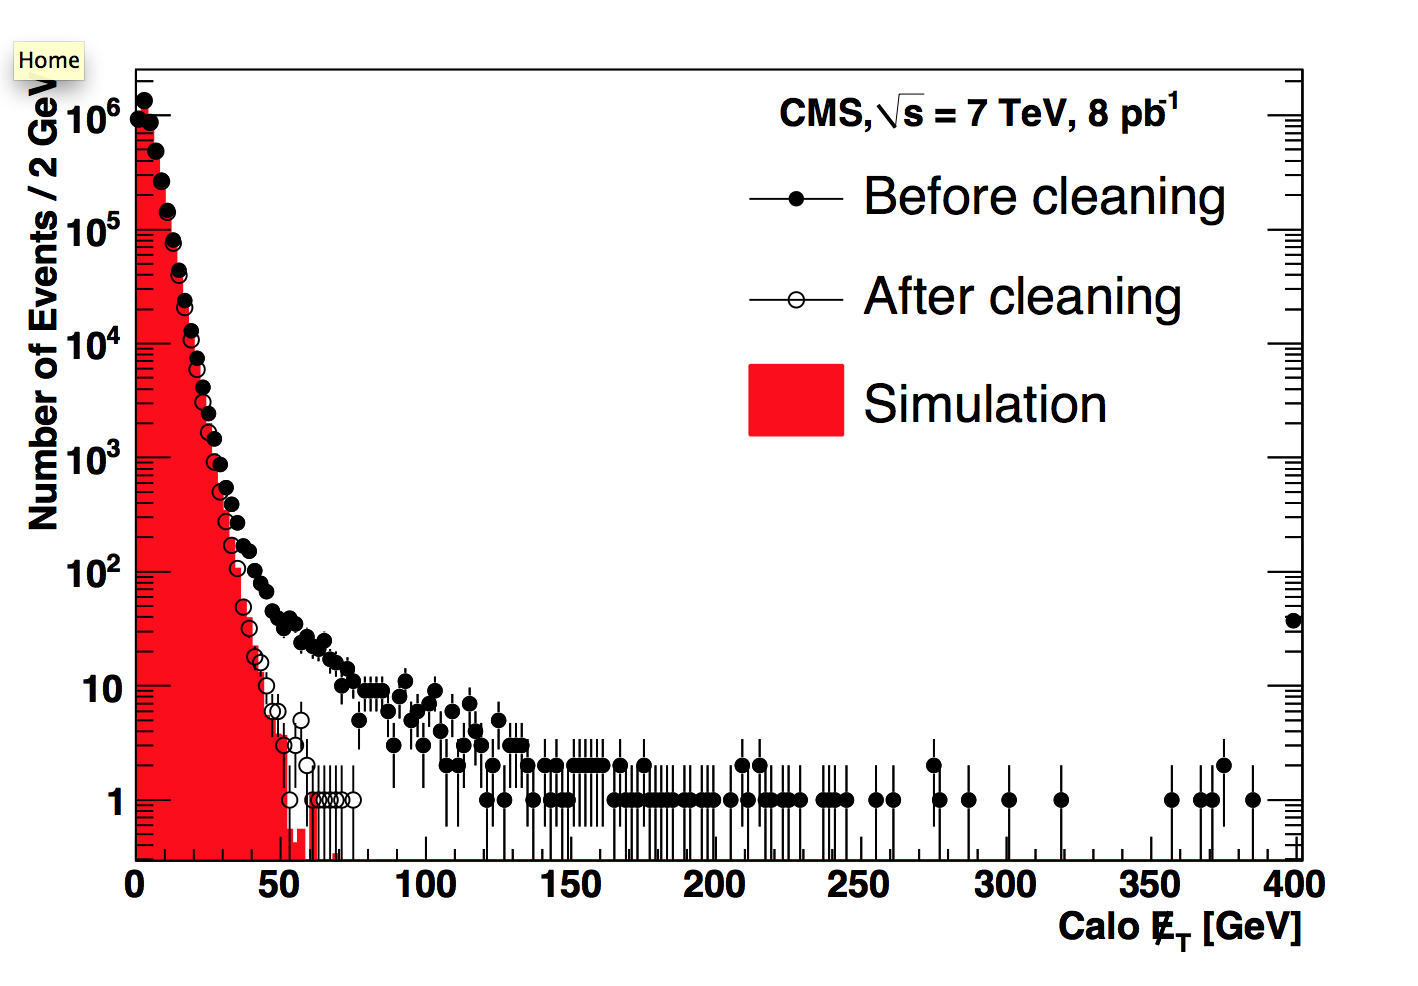 Home
Number of Events / 2 GeV
10⁶
10⁵
10⁴
10³
10²
10
1
CMS, √s = 7 TeV, 8 pb⁻¹
Before cleaning
After cleaning
Simulation
0 50 100 150 200 250 300 350 400
Calo E̸_T [GeV]